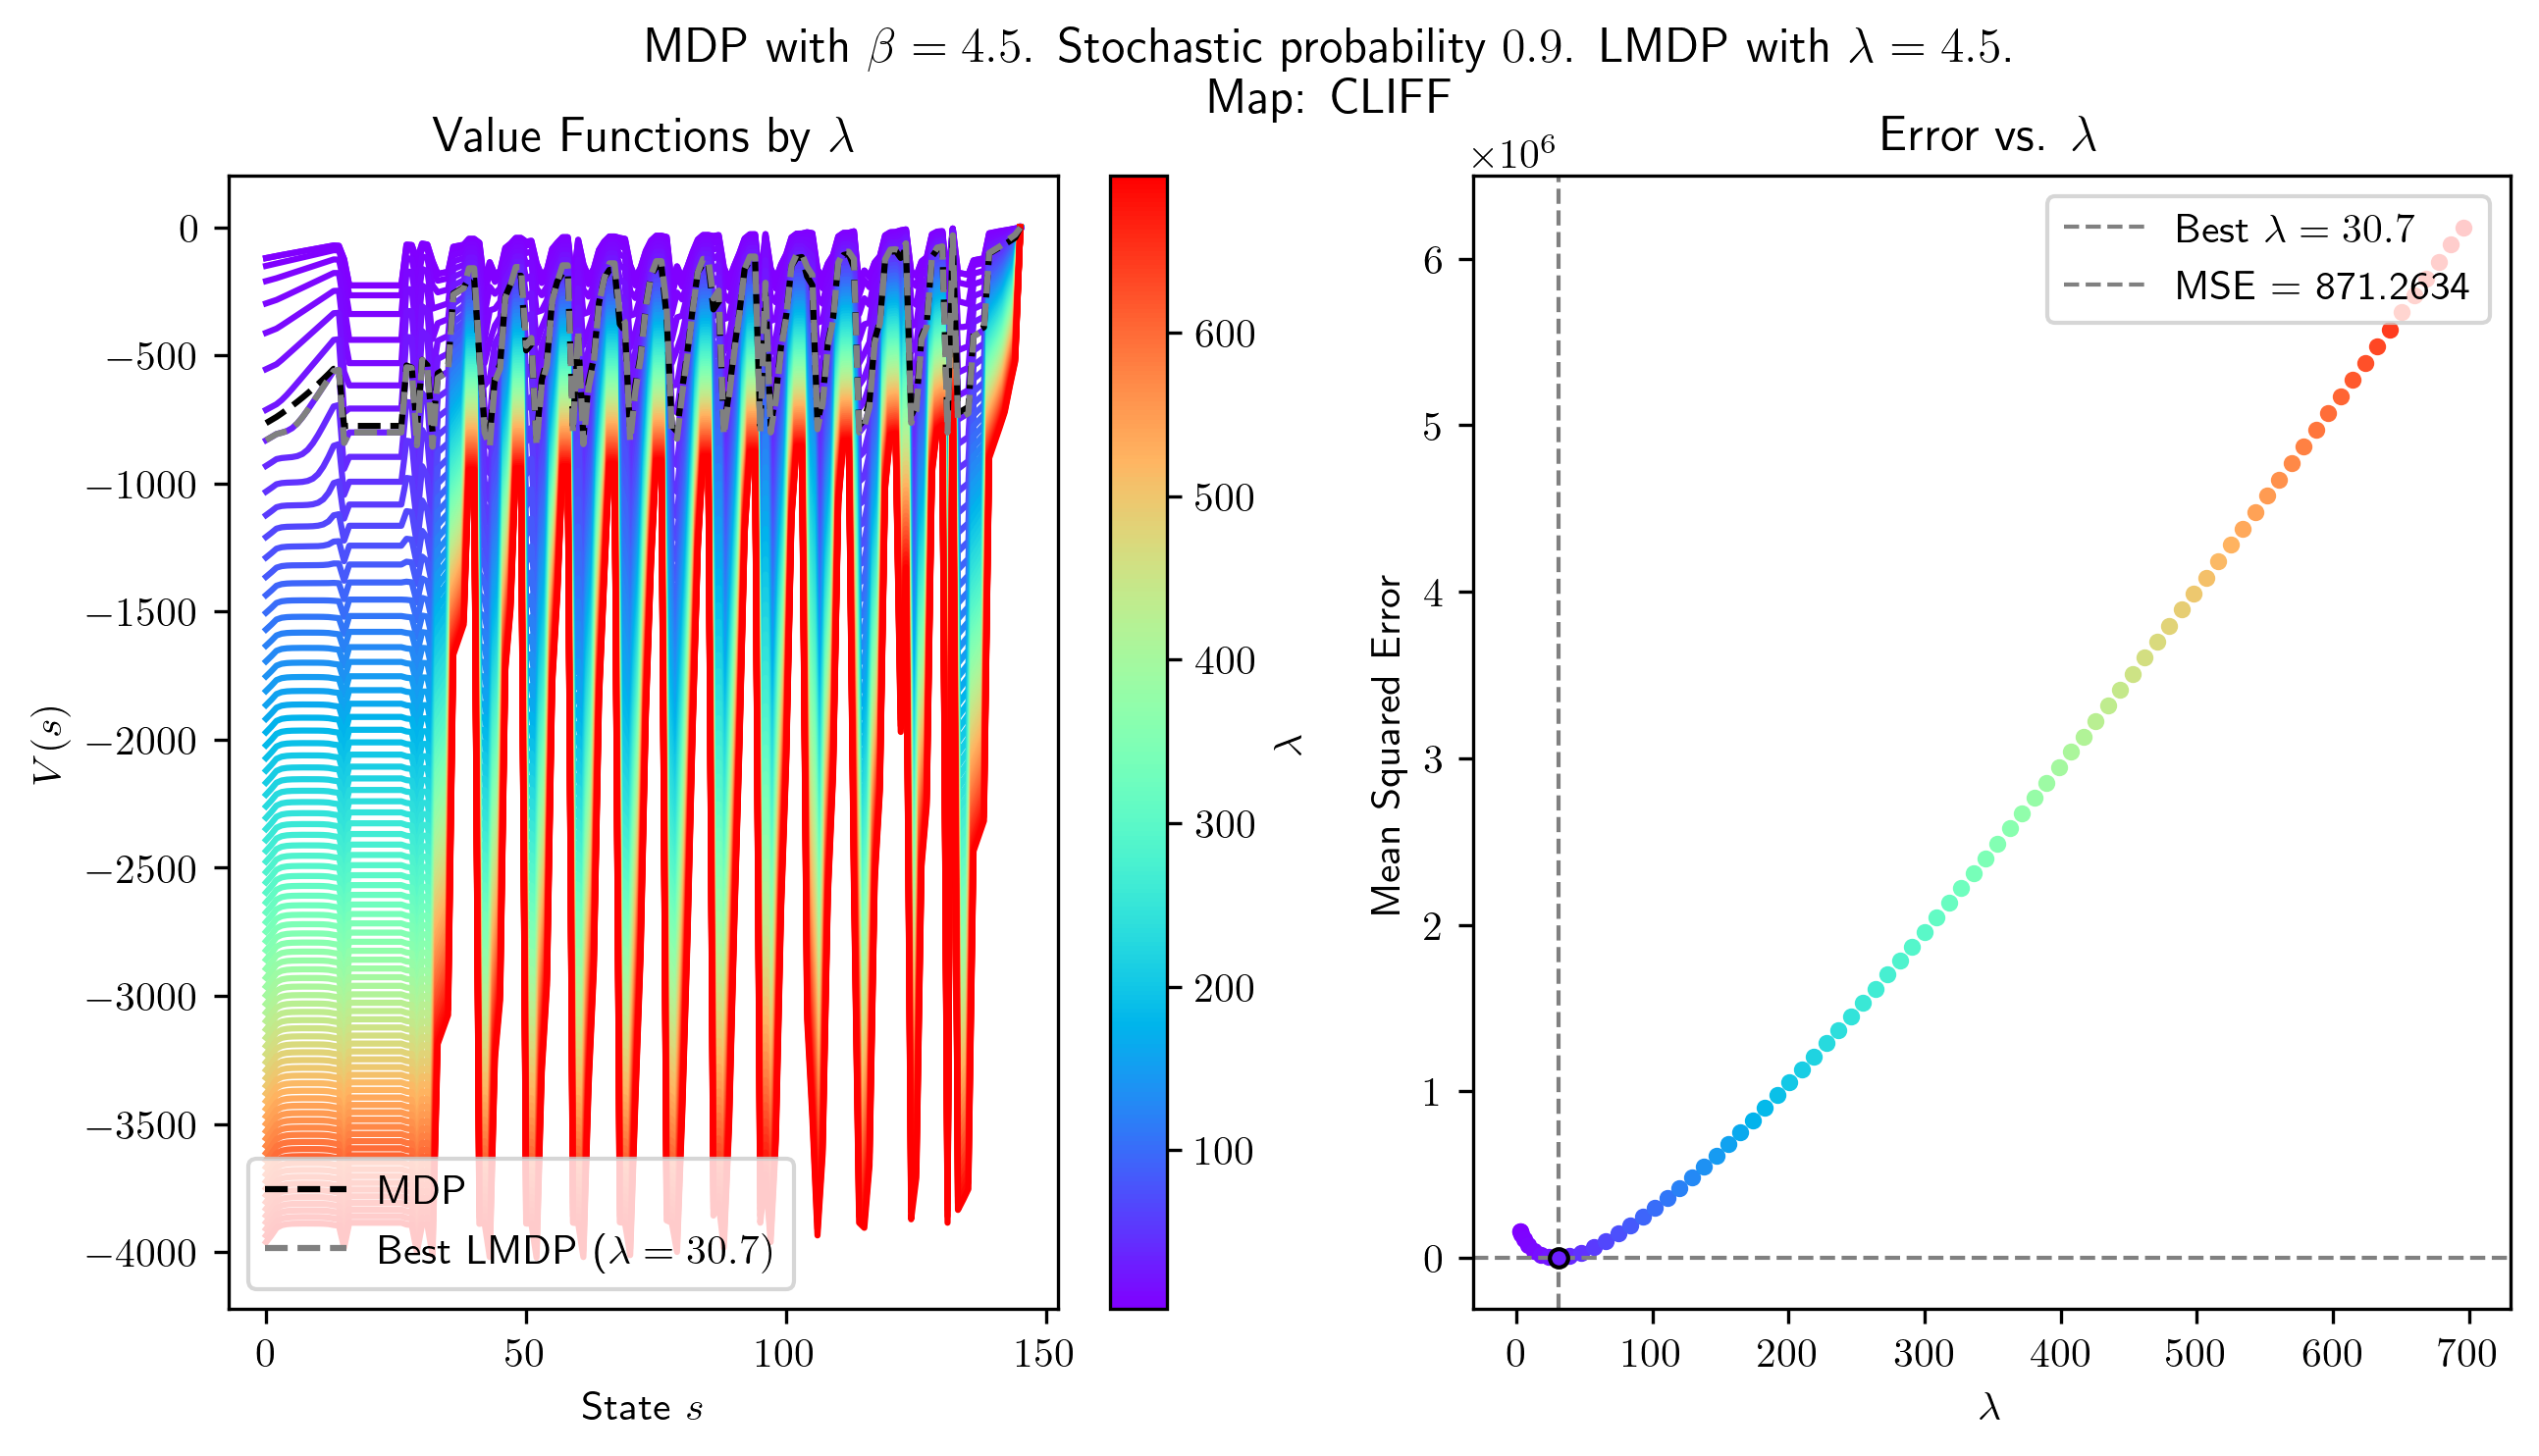 MDP with β = 4.5. Stochastic probability 0.9. LMDP with λ = 4.5.
Map: CLIFF
Value Functions by λ
0
−500
−1000
−1500
−2000
−2500
−3000
−3500
−4000
V(s)
MDP
Best LMDP (λ = 30.7)
0
50
100
150
State s
600
500
400
300
200
100
λ
Error vs. λ
×10⁶
Best λ = 30.7
MSE = 871.2634
6
5
4
3
2
1
0
Mean Squared Error
0
100
200
300
400
500
600
700
λ